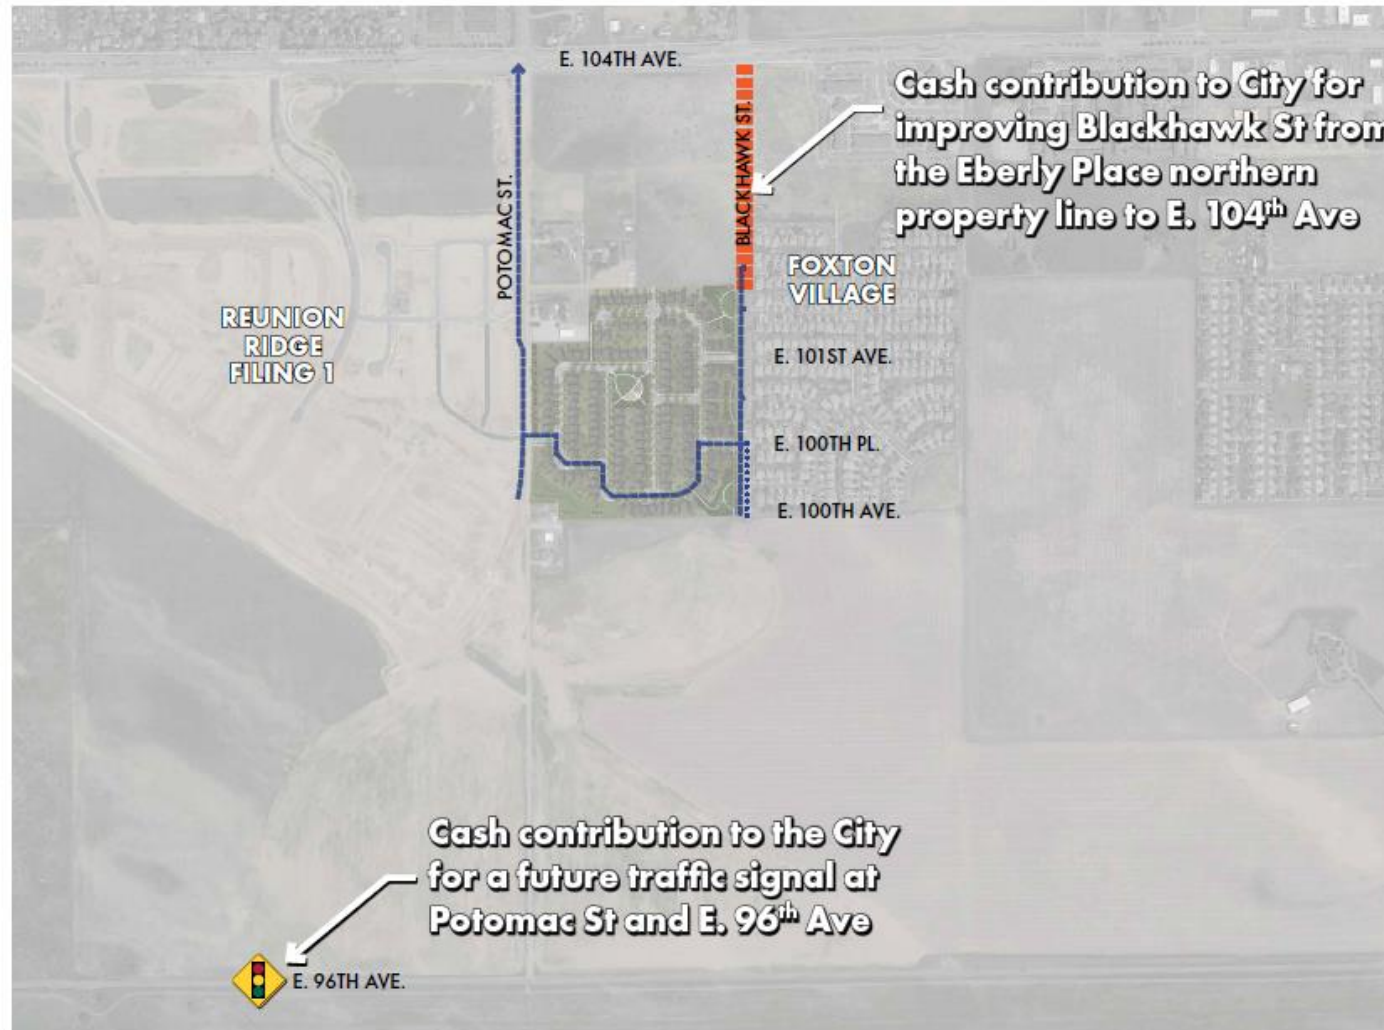 E. 104TH AVE.
Cash contribution to City for
improving Blackhawk St from
the Eberly Place northern
property line to E. 104th Ave
BLACKHAWK ST.
POTOMAC ST.
FOXTON
VILLAGE
REUNION
RIDGE
FILING 1
E. 101ST AVE.
E. 100TH PL.
E. 100TH AVE.
Cash contribution to the City
for a future traffic signal at
Potomac St and E. 96th Ave
E. 96TH AVE.